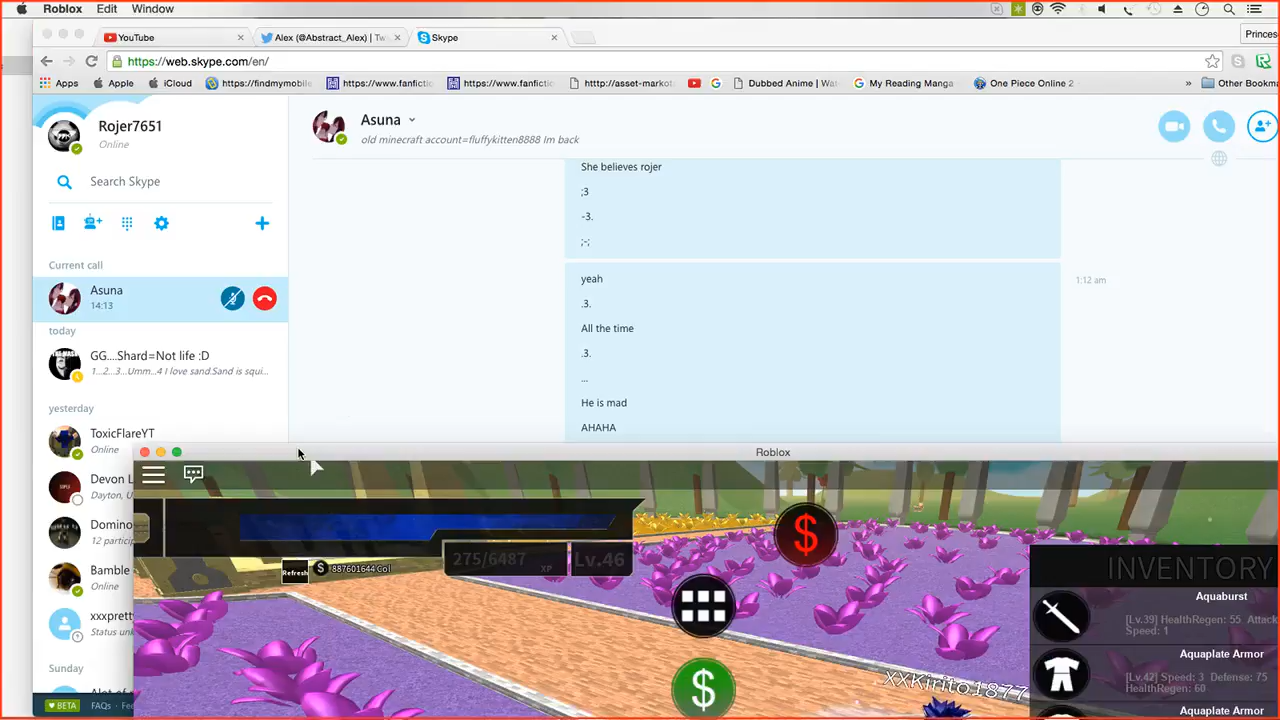 Roblox Edit Window
YouTube
Alex (@Abstract_Alex) | Tw
Skype
Princes
https://web.skype.com/en/
Apps
Apple
iCloud
https://findmymobile
https://www.fanfictic
https://www.fanfictic
http://asset-markot
Dubbed Anime | Wa
My Reading Manga
One Piece Online 2
»
Other Bookma
Rojer7651
Online
Search Skype
Current call
Asuna
14:13
today
GG....Shard=Not life :D
1...2...3...Umm...4 I love sand.Sand is squi...
yesterday
ToxicFlareYT
Online
Devon L
Dayton, U
Domino
12 particip
Bamble
Online
xxxprett
Status un
Sunday
BETA
FAQs
Fee
Asuna
old minecraft account=fluffykitten8888 Im back
She believes rojer
;3
-3.
;-;
yeah
.3.
All the time
.3.
...
He is mad
AHAHA
1:12 am
Roblox
275/6487 XP
Lv.46
Refresh
$ 887601644 Col
$
$
XXKirito1877
INVENTORY
Aquaburst
[Lv.39] HealthRegen: 55 Attack
Speed: 1
Aquaplate Armor
[Lv.42] Speed: 3 Defense: 75
HealthRegen: 60
Aquaplate Armor